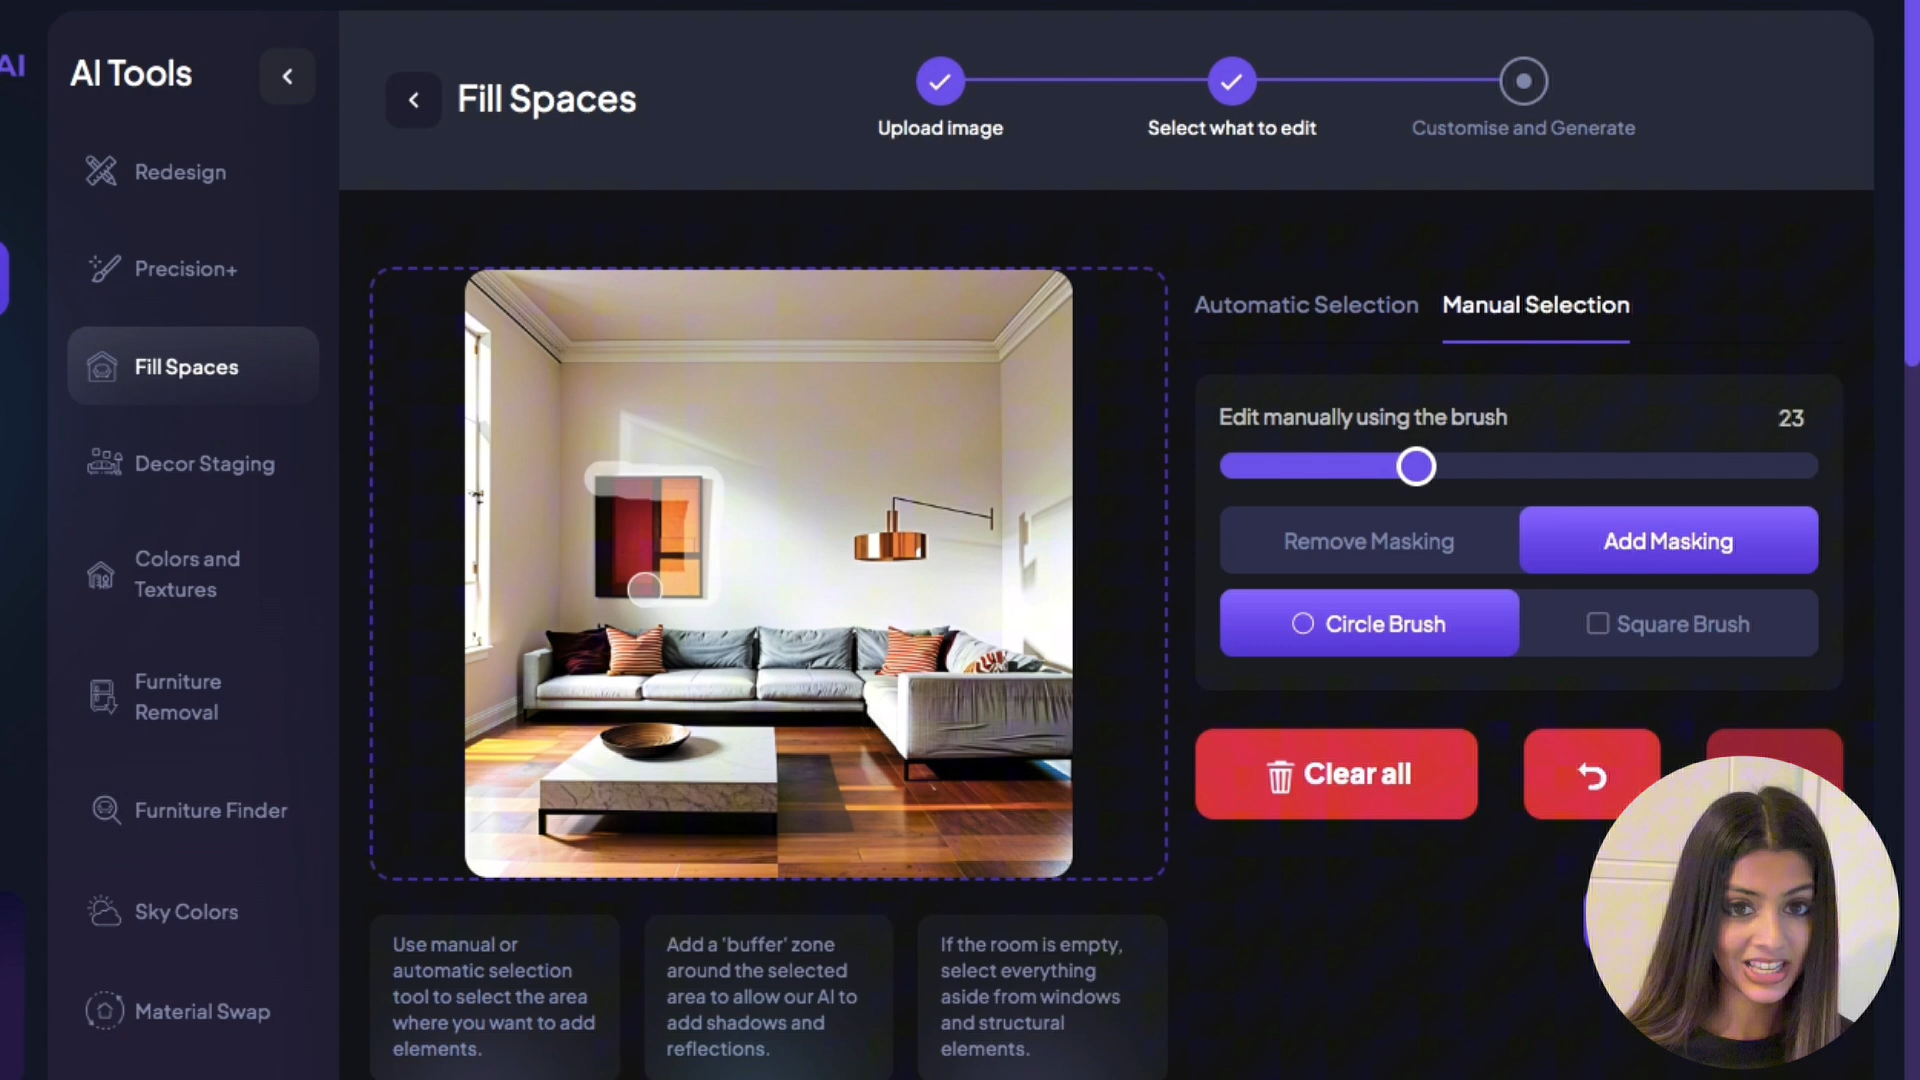 AI
AI Tools
Redesign
Precision+
Fill Spaces
Decor Staging
Colors and
Textures
Furniture
Removal
Furniture Finder
Sky Colors
Material Swap
Fill Spaces
Upload image
Select what to edit
Customise and Generate
Automatic Selection
Manual Selection
Edit manually using the brush
23
Remove Masking
Add Masking
Circle Brush
Square Brush
Clear all
Use manual or
automatic selection
tool to select the area
where you want to add
elements.
Add a 'buffer' zone
around the selected
area to allow our AI to
add shadows and
reflections.
If the room is empty,
select everything
aside from windows
and structural
elements.